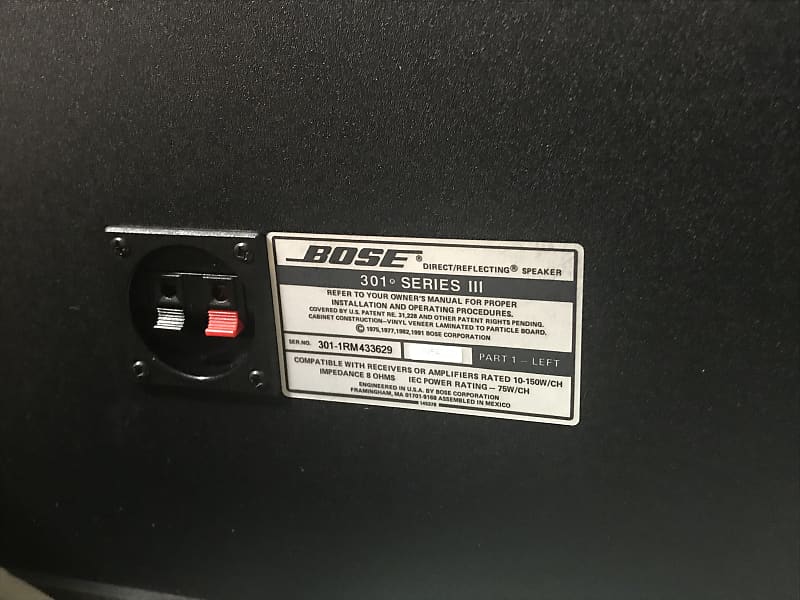 BOSE®
DIRECT/REFLECTING® SPEAKER
301® SERIES III
REFER TO YOUR OWNER'S MANUAL FOR PROPER
INSTALLATION AND OPERATING PROCEDURES.
COVERED BY U.S. PATENT RE. 31,228 AND OTHER PATENT RIGHTS PENDING.
CABINET CONSTRUCTION—VINYL VENEER LAMINATED TO PARTICLE BOARD.
© 1975,1977,1982,1991 BOSE CORPORATION
SER.NO. 301-1RM433629 PART 1 – LEFT
COMPATIBLE WITH RECEIVERS OR AMPLIFIERS RATED 10-150W/CH
IMPEDANCE 8 OHMS IEC POWER RATING – 75W/CH
ENGINEERED IN U.S.A. BY BOSE CORPORATION
FRAMINGHAM, MA 01701-9168 ASSEMBLED IN MEXICO